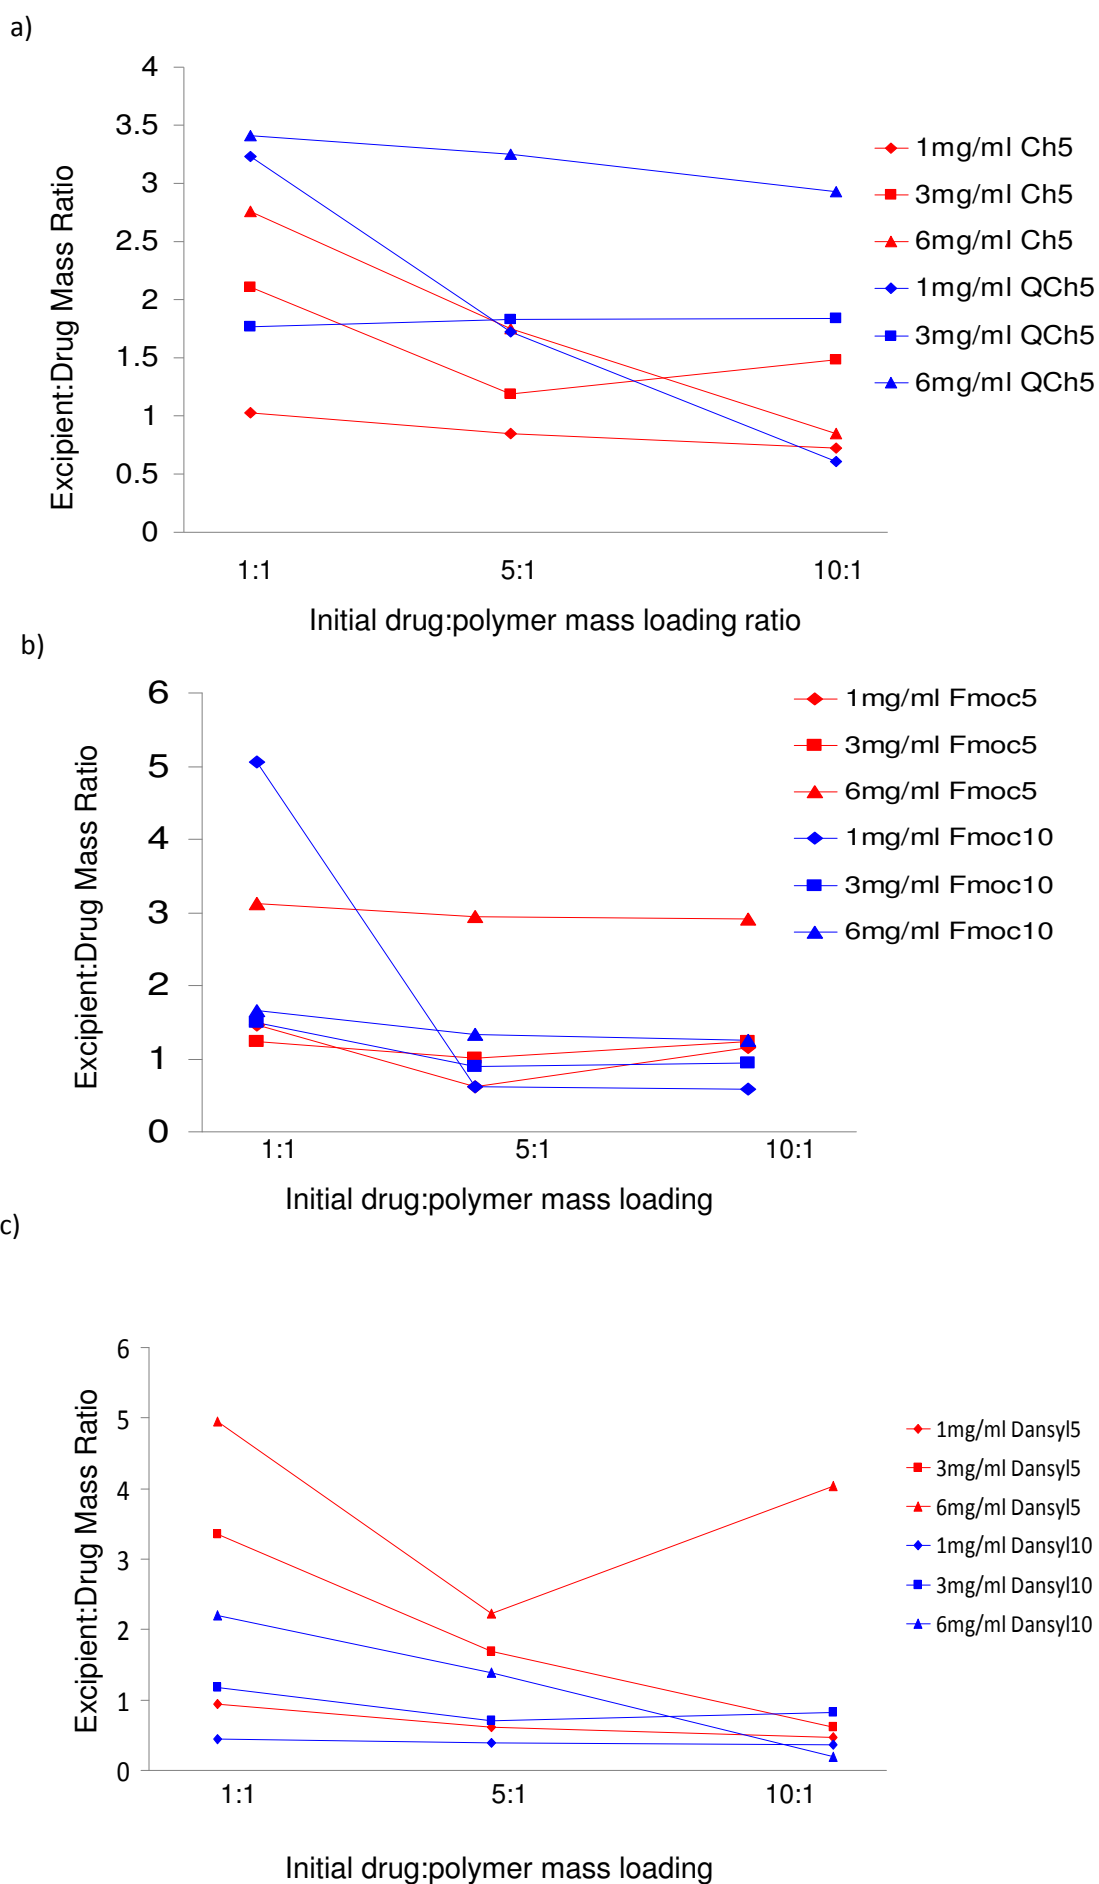 a)
4
3.5
3
2.5
2
1.5
1
0.5
0
Excipient:Drug Mass Ratio
1:1 5:1 10:1
Initial drug:polymer mass loading ratio
1mg/ml Ch5
3mg/ml Ch5
6mg/ml Ch5
1mg/ml QCh5
3mg/ml QCh5
6mg/ml QCh5
b)
6
5
4
3
2
1
0
Excipient:Drug Mass Ratio
1:1 5:1 10:1
Initial drug:polymer mass loading
1mg/ml Fmoc5
3mg/ml Fmoc5
6mg/ml Fmoc5
1mg/ml Fmoc10
3mg/ml Fmoc10
6mg/ml Fmoc10
c)
6
5
4
3
2
1
0
Excipient:Drug Mass Ratio
1:1 5:1 10:1
Initial drug:polymer mass loading
1mg/ml Dansyl5
3mg/ml Dansyl5
6mg/ml Dansyl5
1mg/ml Dansyl10
3mg/ml Dansyl10
6mg/ml Dansyl10